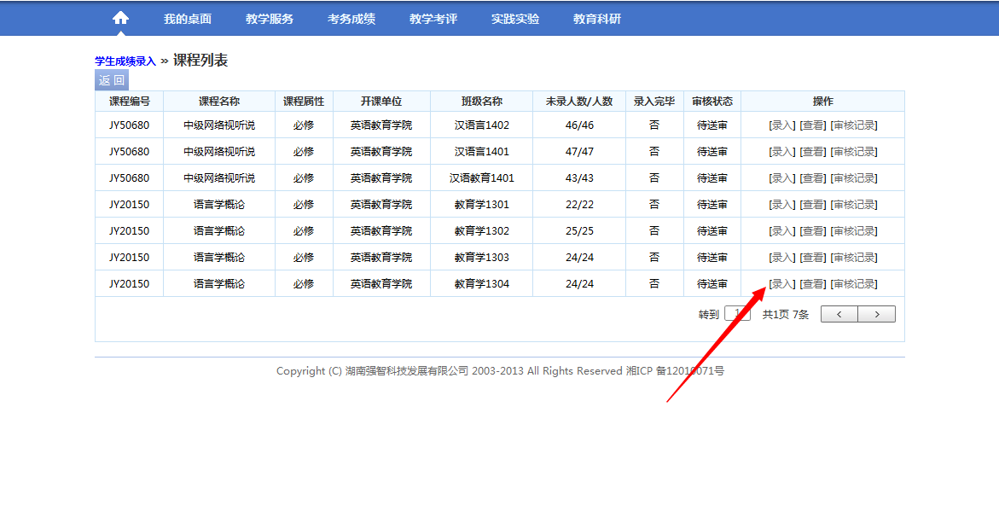 我的桌面 教学服务 考务成绩 教学考评 实践实验 教育科研
学生成绩录入 » 课程列表
返 回
课程编号 课程名称 课程属性 开课单位 班级名称 未录人数/人数 录入完毕 审核状态 操作
JY50680 中级网络视听说 必修 英语教育学院 汉语言1402 46/46 否 待送审 [录入] [查看] [审核记录]
JY50680 中级网络视听说 必修 英语教育学院 汉语言1401 47/47 否 待送审 [录入] [查看] [审核记录]
JY50680 中级网络视听说 必修 英语教育学院 汉语教育1401 43/43 否 待送审 [录入] [查看] [审核记录]
JY20150 语言学概论 必修 英语教育学院 教育学1301 22/22 否 待送审 [录入] [查看] [审核记录]
JY20150 语言学概论 必修 英语教育学院 教育学1302 25/25 否 待送审 [录入] [查看] [审核记录]
JY20150 语言学概论 必修 英语教育学院 教育学1303 24/24 否 待送审 [录入] [查看] [审核记录]
JY20150 语言学概论 必修 英语教育学院 教育学1304 24/24 否 待送审 [录入] [查看] [审核记录]
转到 1 共1页 7条 < >
Copyright (C) 湖南强智科技发展有限公司 2003-2013 All Rights Reserved 湘ICP 备12010071号